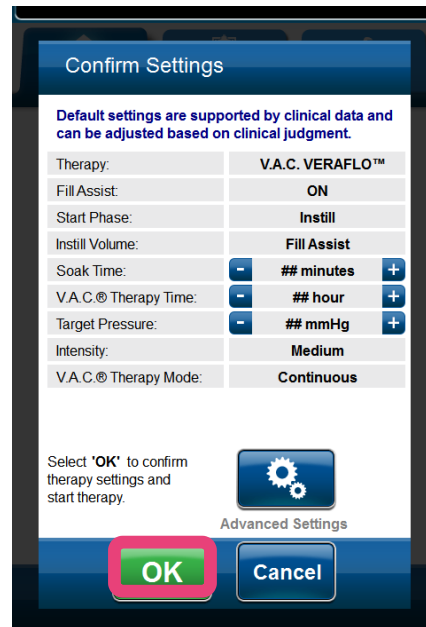 Confirm Settings
Default settings are supported by clinical data and
can be adjusted based on clinical judgment.
Therapy: V.A.C. VERAFLO™
Fill Assist: ON
Start Phase: Instill
Instill Volume: Fill Assist
Soak Time: - ## minutes +
V.A.C.® Therapy Time: - ## hour +
Target Pressure: - ## mmHg +
Intensity: Medium
V.A.C.® Therapy Mode: Continuous
Select 'OK' to confirm
therapy settings and
start therapy.
Advanced Settings
OK Cancel